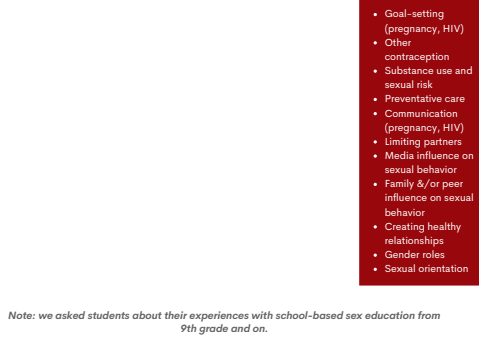 • Goal-setting
(pregnancy, HIV)
• Other
contraception
• Substance use and
sexual risk
• Preventative care
• Communication
(pregnancy, HIV)
• Limiting partners
• Media influence on
sexual behavior
• Family &/or peer
influence on sexual
behavior
• Creating healthy
relationships
• Gender roles
• Sexual orientation
Note: we asked students about their experiences with school-based sex education from
9th grade and on.